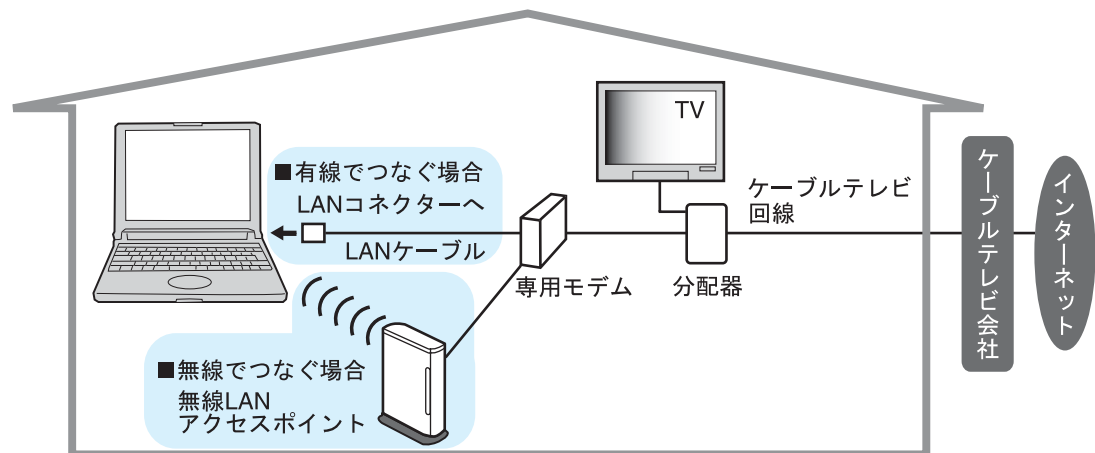 TV
■有線でつなぐ場合
LANコネクターへ
LANケーブル
専用モデム
分配器
ケーブルテレビ
回線
ケーブルテレビ会社
インターネット
■無線でつなぐ場合
無線LAN
アクセスポイント